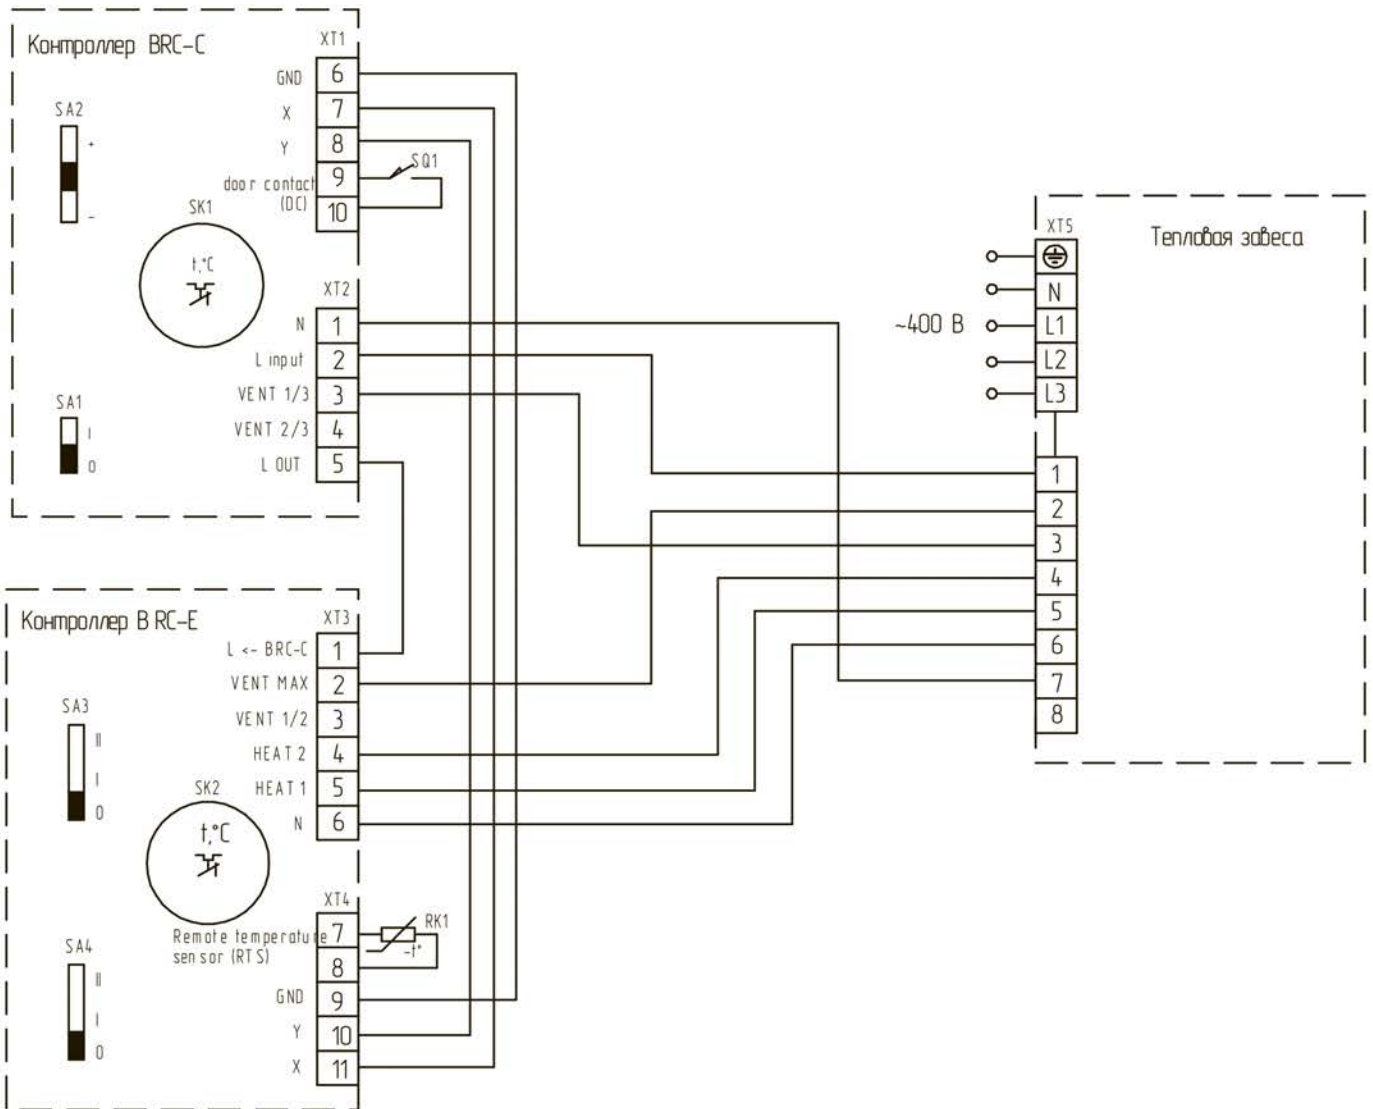 Контроллер BRC-C
XT1
GND 6
X 7
Y 8
door contact 9
(DC) 10
SQ1
SA2
+
-
SK1
t,°C
XT2
N 1
L input 2
VENT 1/3 3
VENT 2/3 4
L OUT 5
SA1
I
0
Контроллер B RC-E
XT3
L <- BRC-C 1
VENT MAX 2
VENT 1/2 3
HEAT 2 4
HEAT 1 5
N 6
SA3
II
I
0
SK2
t,°C
XT4
Remote temperature 7
sensor (RTS) 8
RK1
-t°
GND 9
Y 10
X 11
SA4
II
I
0
XT5
Тепловая завеса
N
~400 В L1
L2
L3
1
2
3
4
5
6
7
8